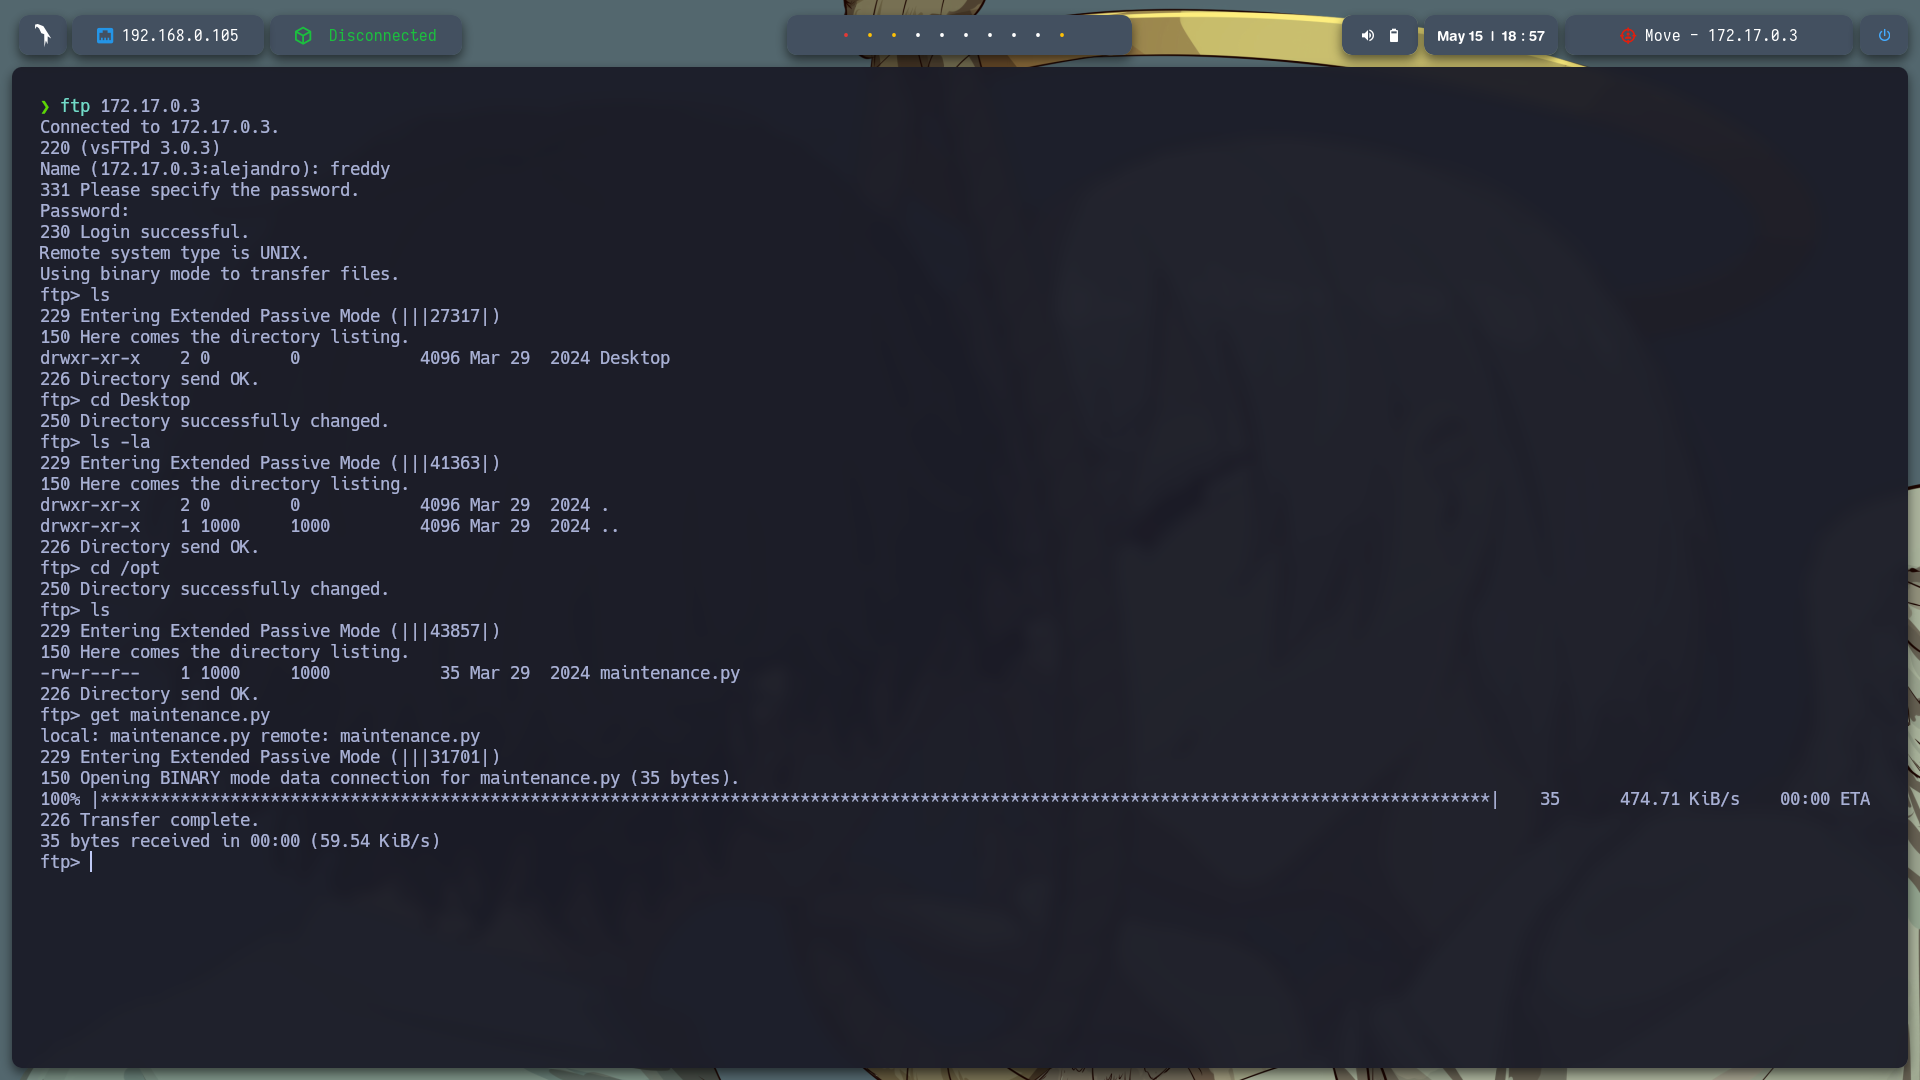 192.168.0.105 Disconnected May 15 | 18 : 57 Move - 172.17.0.3
❯ ftp 172.17.0.3
Connected to 172.17.0.3.
220 (vsFTPd 3.0.3)
Name (172.17.0.3:alejandro): freddy
331 Please specify the password.
Password:
230 Login successful.
Remote system type is UNIX.
Using binary mode to transfer files.
ftp> ls
229 Entering Extended Passive Mode (|||27317|)
150 Here comes the directory listing.
drwxr-xr-x    2 0        0            4096 Mar 29  2024 Desktop
226 Directory send OK.
ftp> cd Desktop
250 Directory successfully changed.
ftp> ls -la
229 Entering Extended Passive Mode (|||41363|)
150 Here comes the directory listing.
drwxr-xr-x    2 0        0            4096 Mar 29  2024 .
drwxr-xr-x    1 1000     1000         4096 Mar 29  2024 ..
226 Directory send OK.
ftp> cd /opt
250 Directory successfully changed.
ftp> ls
229 Entering Extended Passive Mode (|||43857|)
150 Here comes the directory listing.
-rw-r--r--    1 1000     1000           35 Mar 29  2024 maintenance.py
226 Directory send OK.
ftp> get maintenance.py
local: maintenance.py remote: maintenance.py
229 Entering Extended Passive Mode (|||31701|)
150 Opening BINARY mode data connection for maintenance.py (35 bytes).
100% |*******************************************************************************************************************************************|    35      474.71 KiB/s    00:00 ETA
226 Transfer complete.
35 bytes received in 00:00 (59.54 KiB/s)
ftp>